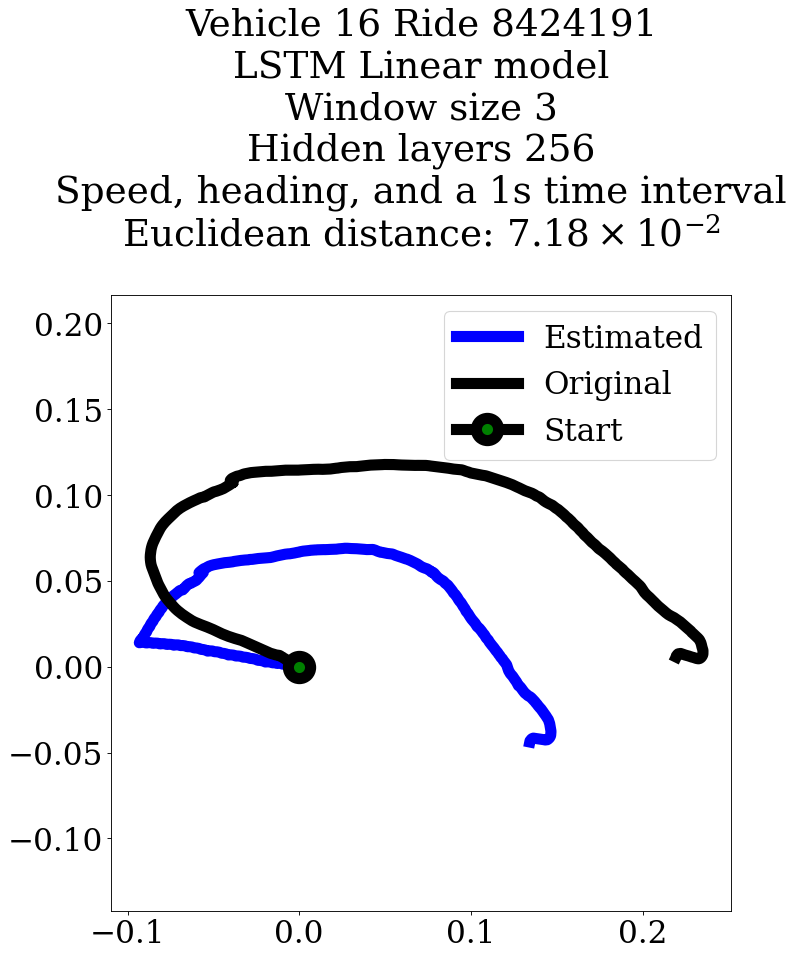 Vehicle 16 Ride 8424191
LSTM Linear model
Window size 3
Hidden layers 256
Speed, heading, and a 1s time interval
Euclidean distance: 7.18 × 10⁻²
Estimated
Original
Start
0.20
0.15
0.10
0.05
0.00
−0.05
−0.10
−0.1 0.0 0.1 0.2